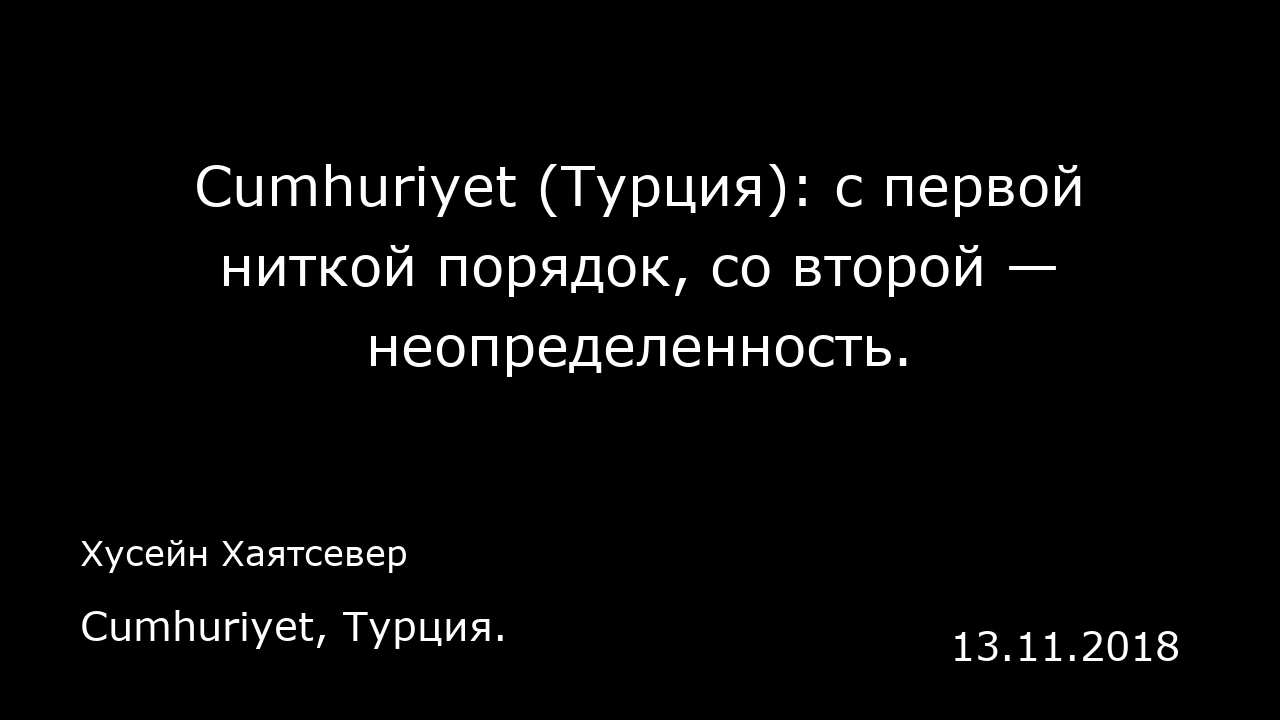 Cumhuriyet (Турция): с первой
ниткой порядок, со второй —
неопределенность.
Хусейн Хаятсевер
Cumhuriyet, Турция.
13.11.2018